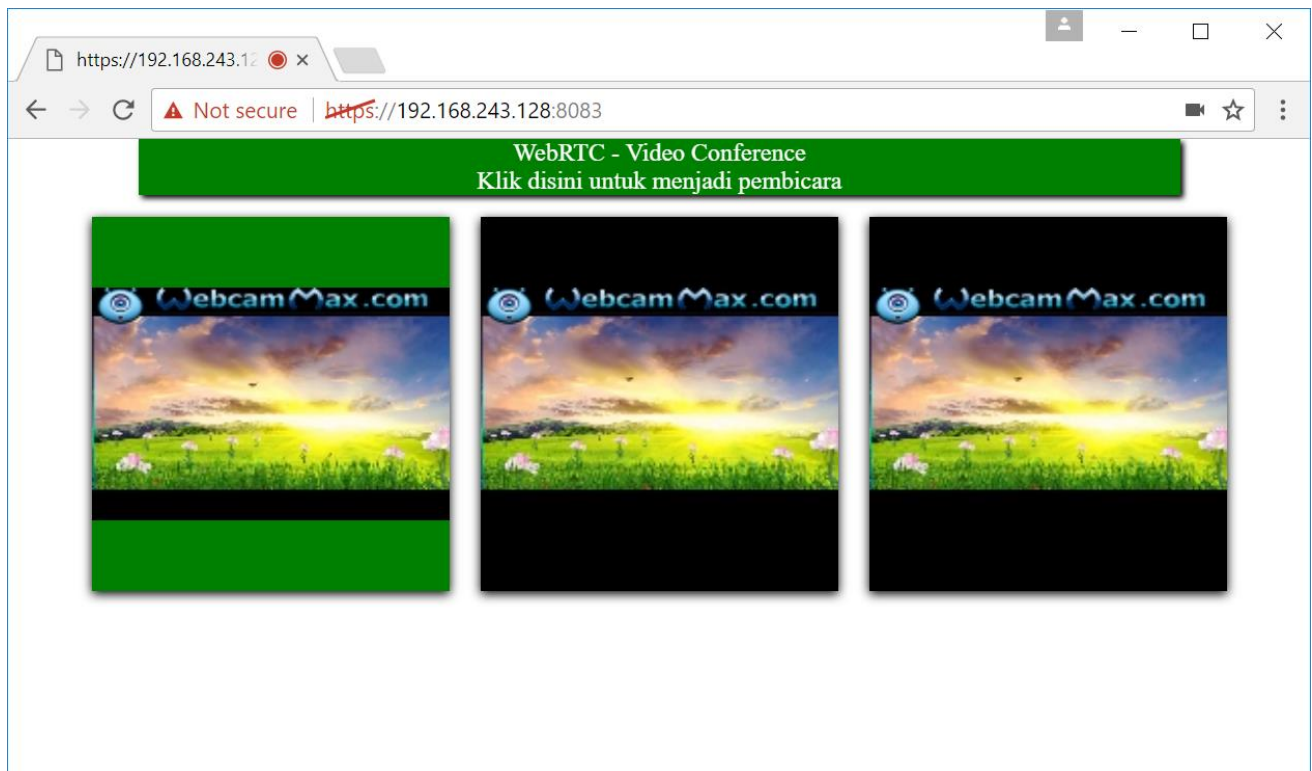 https://192.168.243.12
Not secure https://192.168.243.128:8083
WebRTC - Video Conference
Klik disini untuk menjadi pembicara
WebcamMax.com WebcamMax.com WebcamMax.com